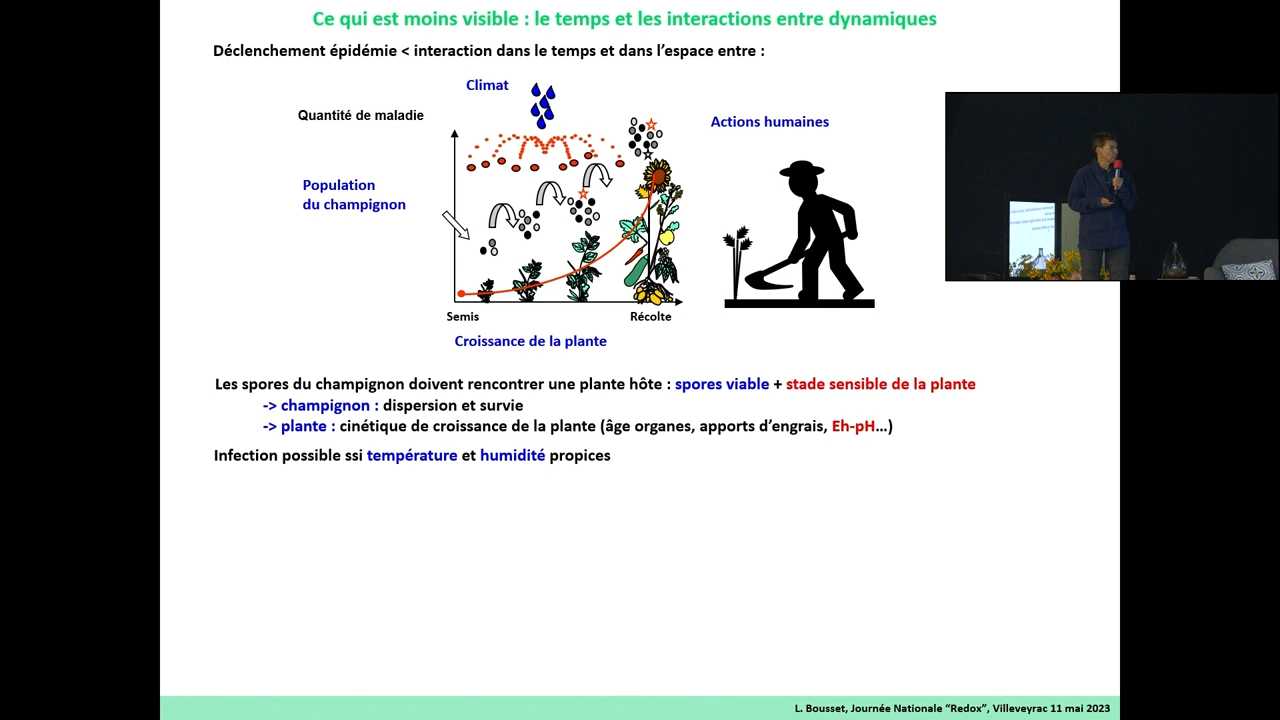 Ce qui est moins visible : le temps et les interactions entre dynamiques
Déclenchement épidémie < interaction dans le temps et dans l'espace entre :
Climat
Quantité de maladie
Actions humaines
Population
du champignon
Semis
Récolte
Croissance de la plante
Les spores du champignon doivent rencontrer une plante hôte : spores viable + stade sensible de la plante
-> champignon : dispersion et survie
-> plante : cinétique de croissance de la plante (âge organes, apports d'engrais, Eh-pH...)
Infection possible ssi température et humidité propices
L. Bousset, Journée Nationale "Redox", Villeveyrac 11 mai 2023